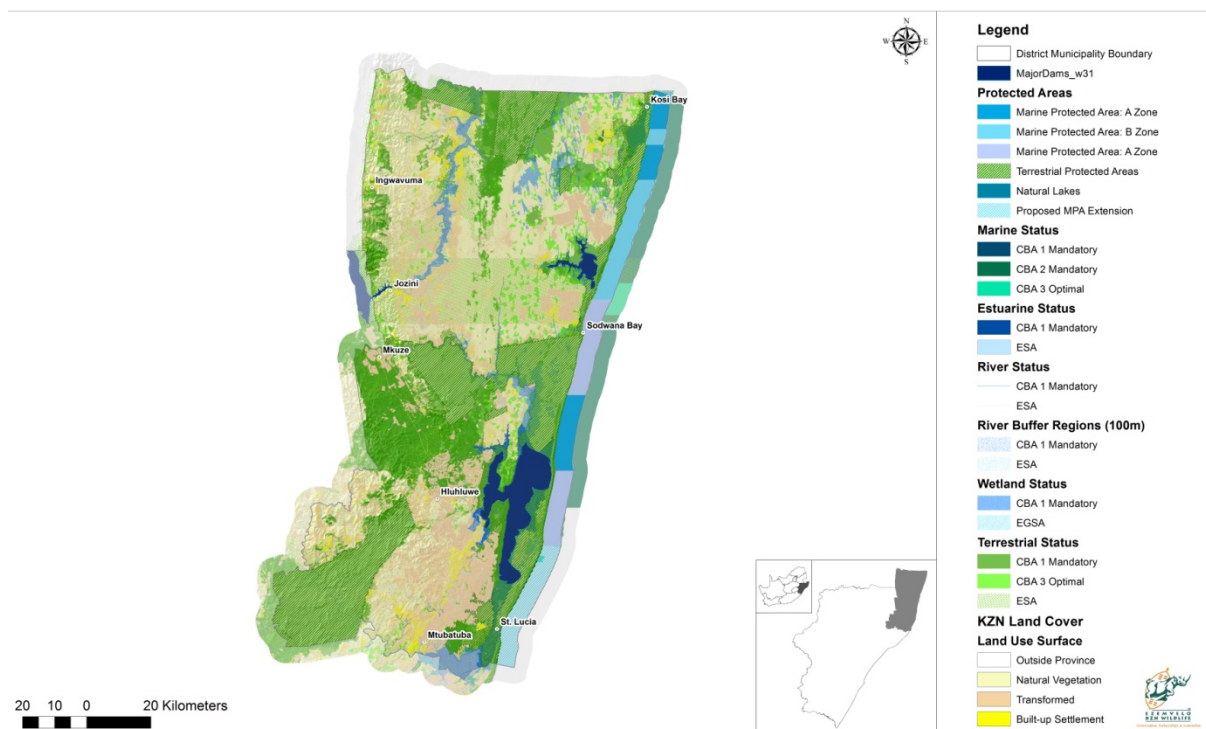 N
W E
S
Kosi Bay
Ingwavuma
Jozini
Sodwana Bay
Mkuze
Hluhluwe
St. Lucia
Mtubatuba
20 10 0 20 Kilometers
Legend
District Municipality Boundary
MajorDams_w31
Protected Areas
Marine Protected Area: A Zone
Marine Protected Area: B Zone
Marine Protected Area: A Zone
Terrestrial Protected Areas
Natural Lakes
Proposed MPA Extension
Marine Status
CBA 1 Mandatory
CBA 2 Mandatory
CBA 3 Optimal
Estuarine Status
CBA 1 Mandatory
ESA
River Status
CBA 1 Mandatory
ESA
River Buffer Regions (100m)
CBA 1 Mandatory
ESA
Wetland Status
CBA 1 Mandatory
EGSA
Terrestrial Status
CBA 1 Mandatory
CBA 3 Optimal
ESA
KZN Land Cover
Land Use Surface
Outside Province
Natural Vegetation
Transformed
Built-up Settlement
EZEMVELO
KZN WILDLIFE